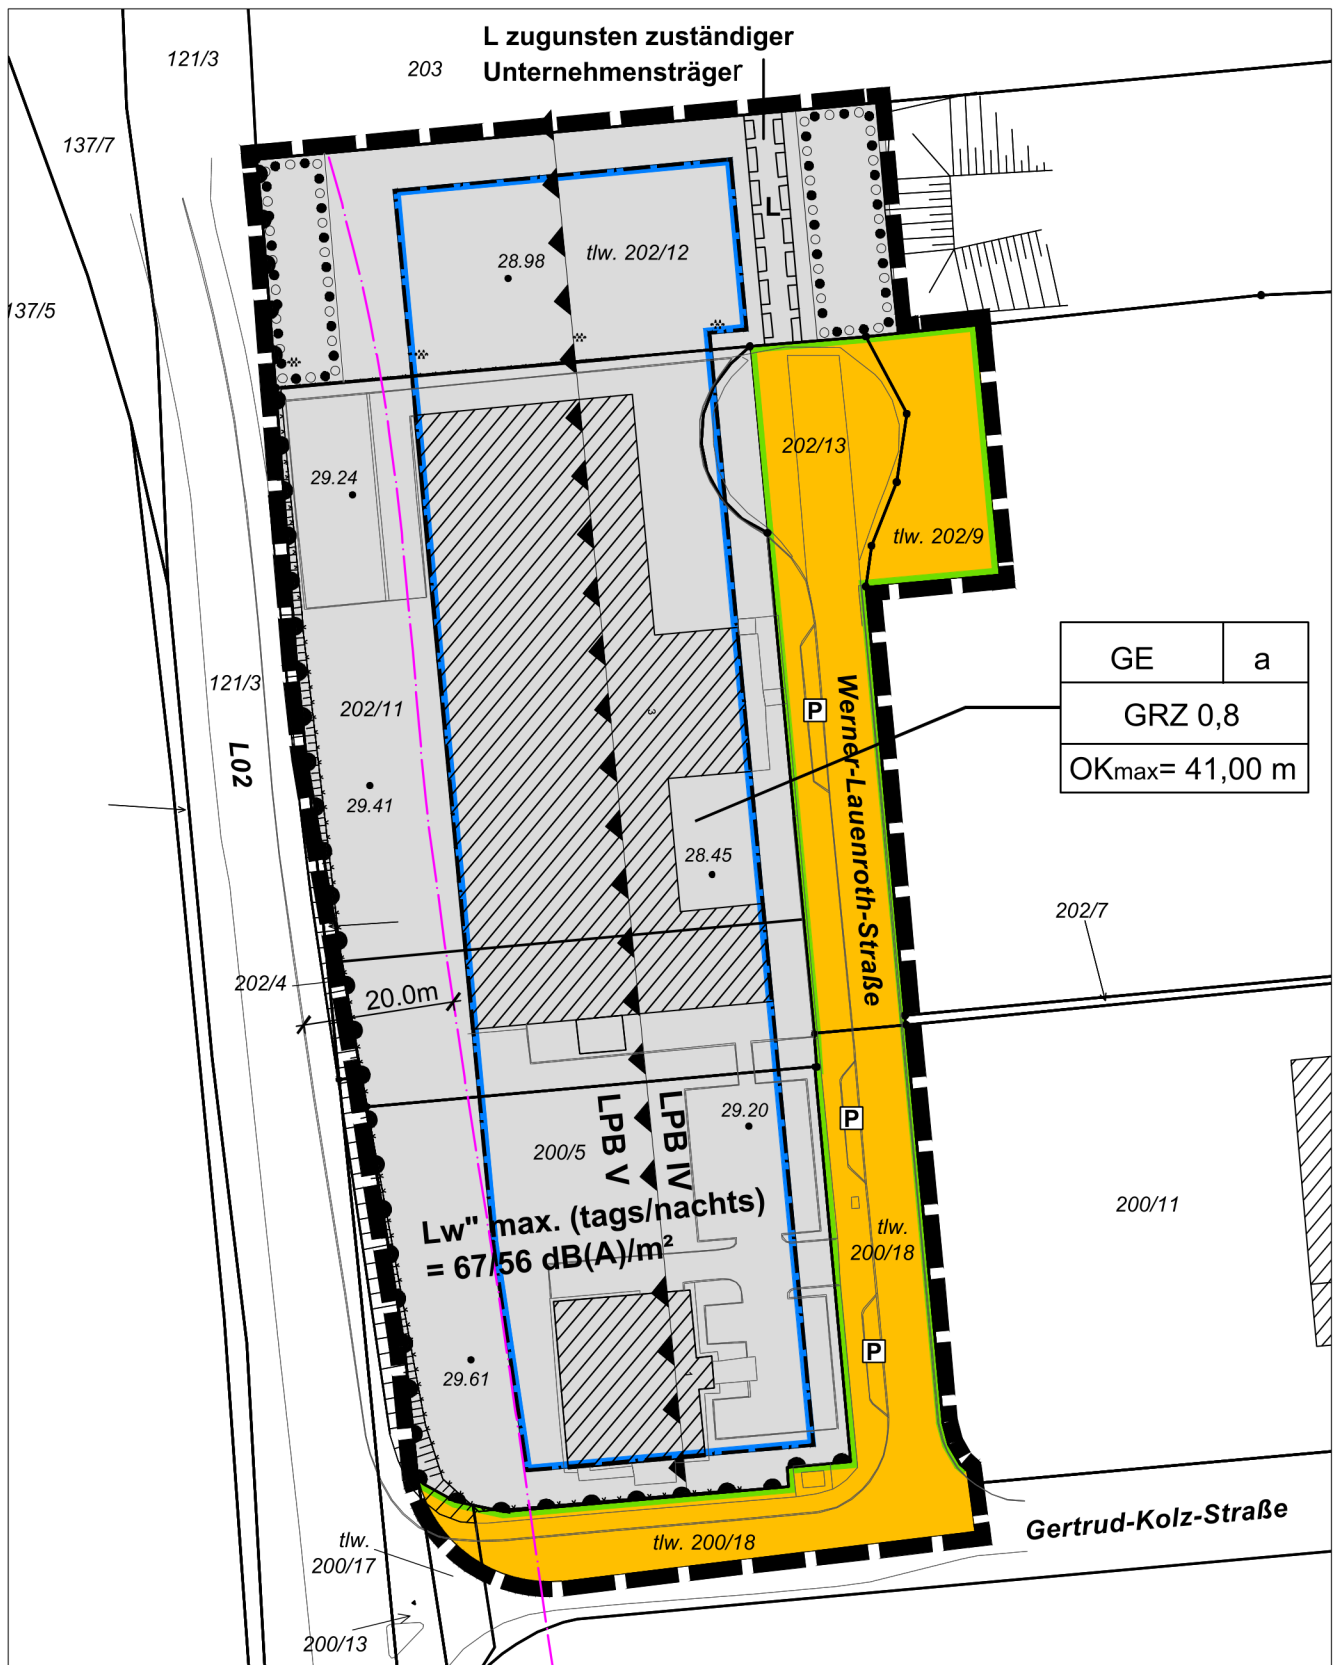 L zugunsten zuständiger
Unternehmensträger
121/3
203
137/7
L
28.98
tlw. 202/12
137/5
202/13
29.24
tlw. 202/9
GE
a
GRZ 0,8
OKmax= 41,00 m
121/3
202/11
P
Werner-Lauenroth-Straße
3
L02
29.41
28.45
202/7
202/4
20.0m
LPB V
LPB IV
29.20
P
200/5
200/11
Lw" max. (tags/nachts)
= 67/56 dB(A)/m²
tlw.
200/18
P
29.61
Gertrud-Kolz-Straße
tlw.
200/17
tlw. 200/18
200/13